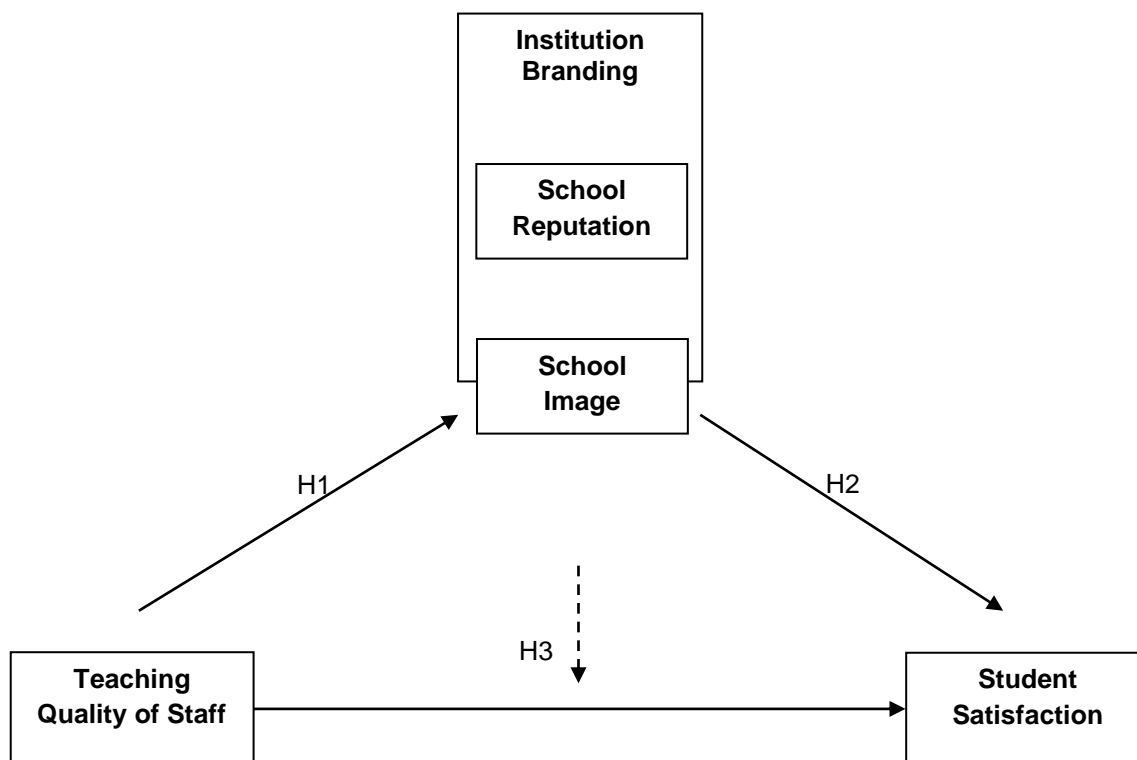 Institution
Branding
School
Reputation
School
Image
H1
H2
H3
Teaching
Quality of Staff
Student
Satisfaction